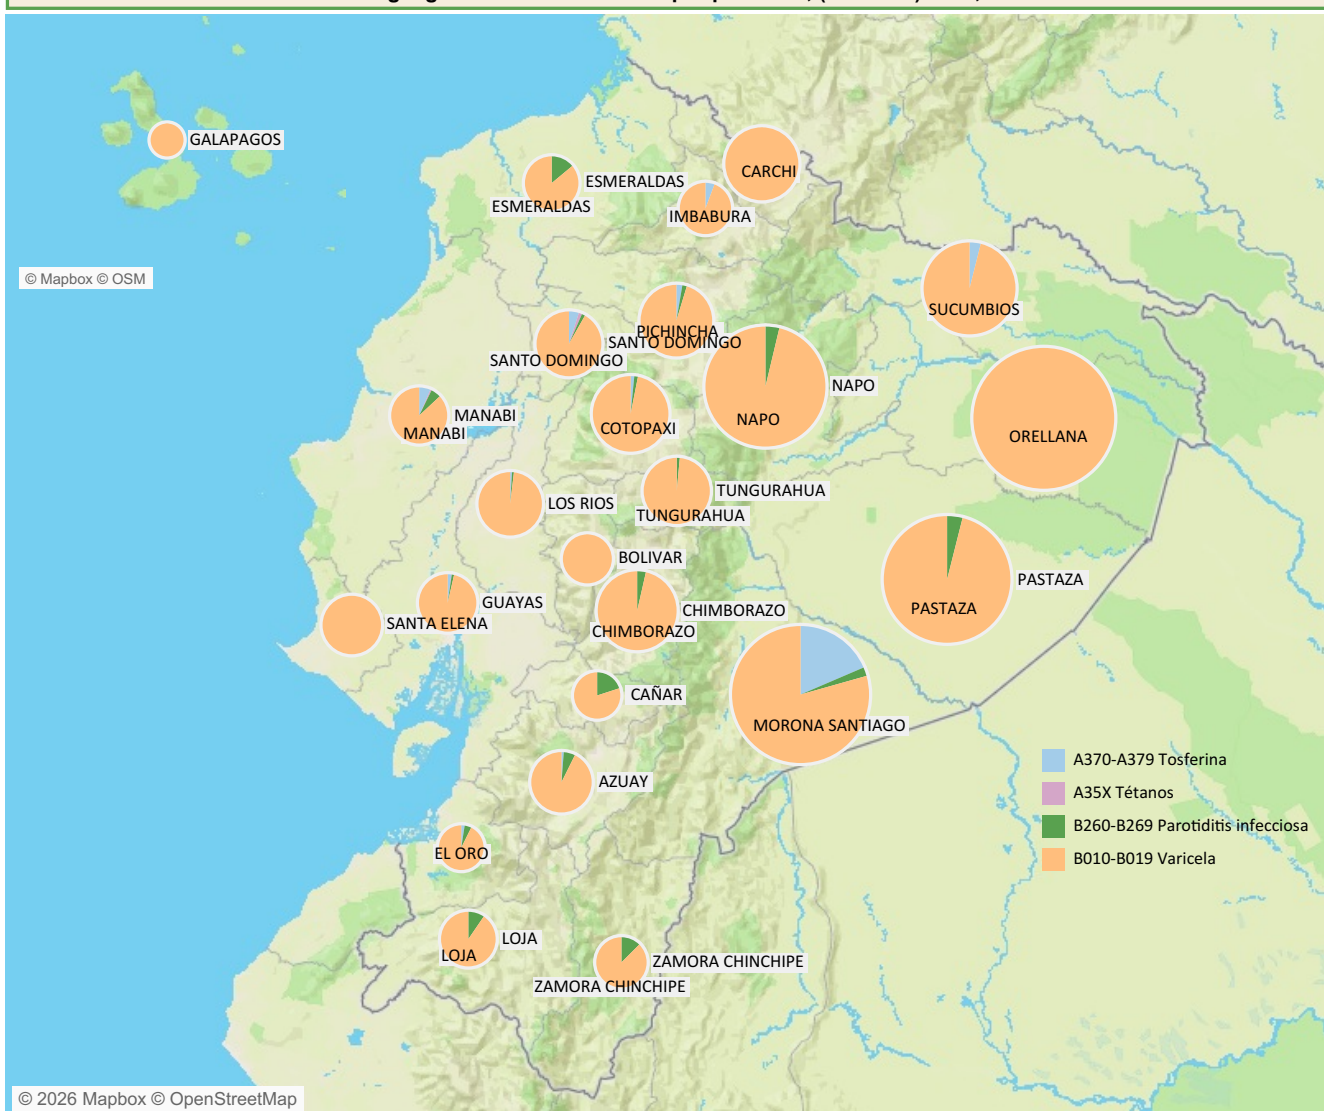 GALAPAGOS
CARCHI
ESMERALDAS
ESMERALDAS
IMBABURA
© Mapbox © OSM
SUCUMBIOS
PICHINCHA
SANTO DOMINGO
SANTO DOMINGO
NAPO
NAPO
MANABI
MANABI
COTOPAXI
ORELLANA
TUNGURAHUA
TUNGURAHUA
LOS RIOS
BOLIVAR
PASTAZA
PASTAZA
GUAYAS
CHIMBORAZO
CHIMBORAZO
SANTA ELENA
CAÑAR
MORONA SANTIAGO
AZUAY
A370-A379 Tosferina
A35X Tétanos
B260-B269 Parotiditis infecciosa
B010-B019 Varicela
EL ORO
LOJA
LOJA
ZAMORA CHINCHIPE
ZAMORA CHINCHIPE
© 2026 Mapbox © OpenStreetMap